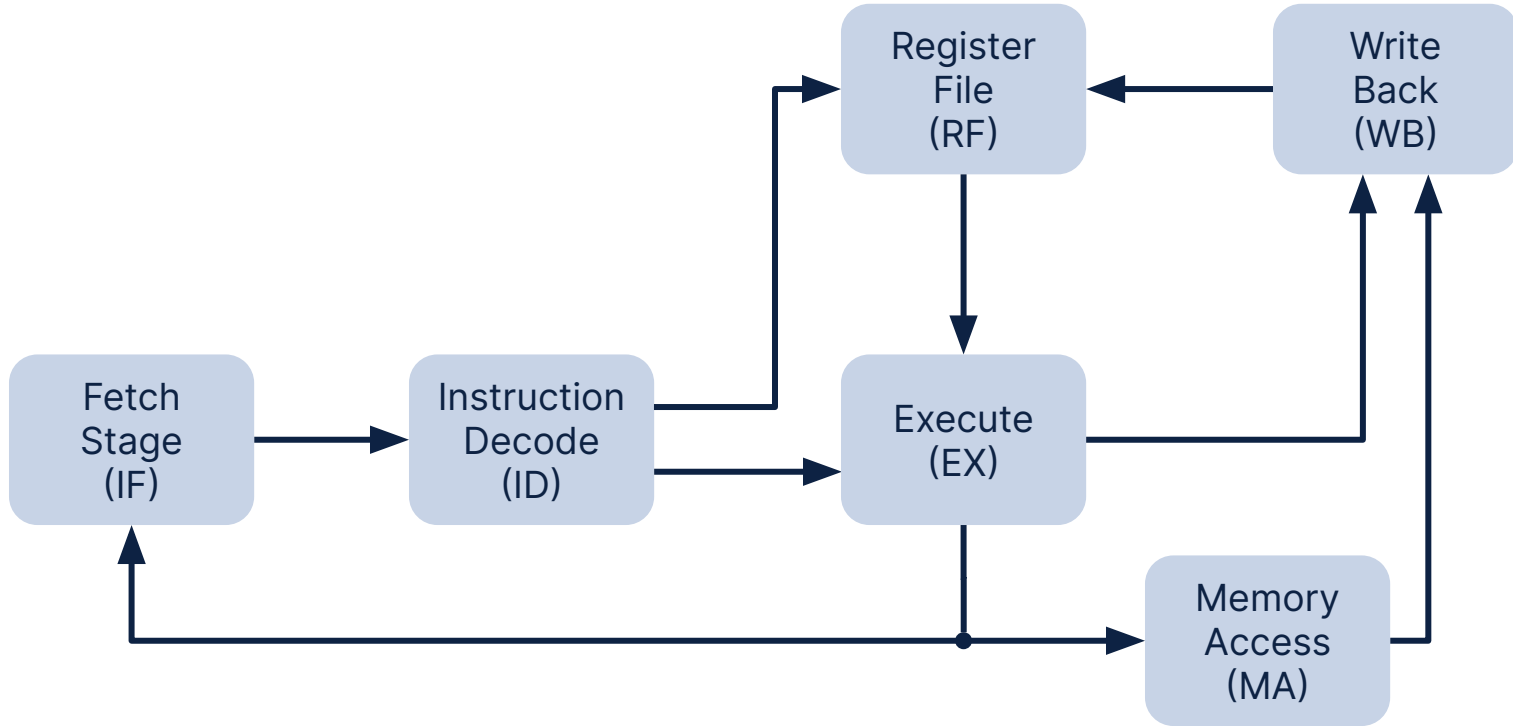 Register
File
(RF)
Write
Back
(WB)
Fetch
Stage
(IF)
Instruction
Decode
(ID)
Execute
(EX)
Memory
Access
(MA)